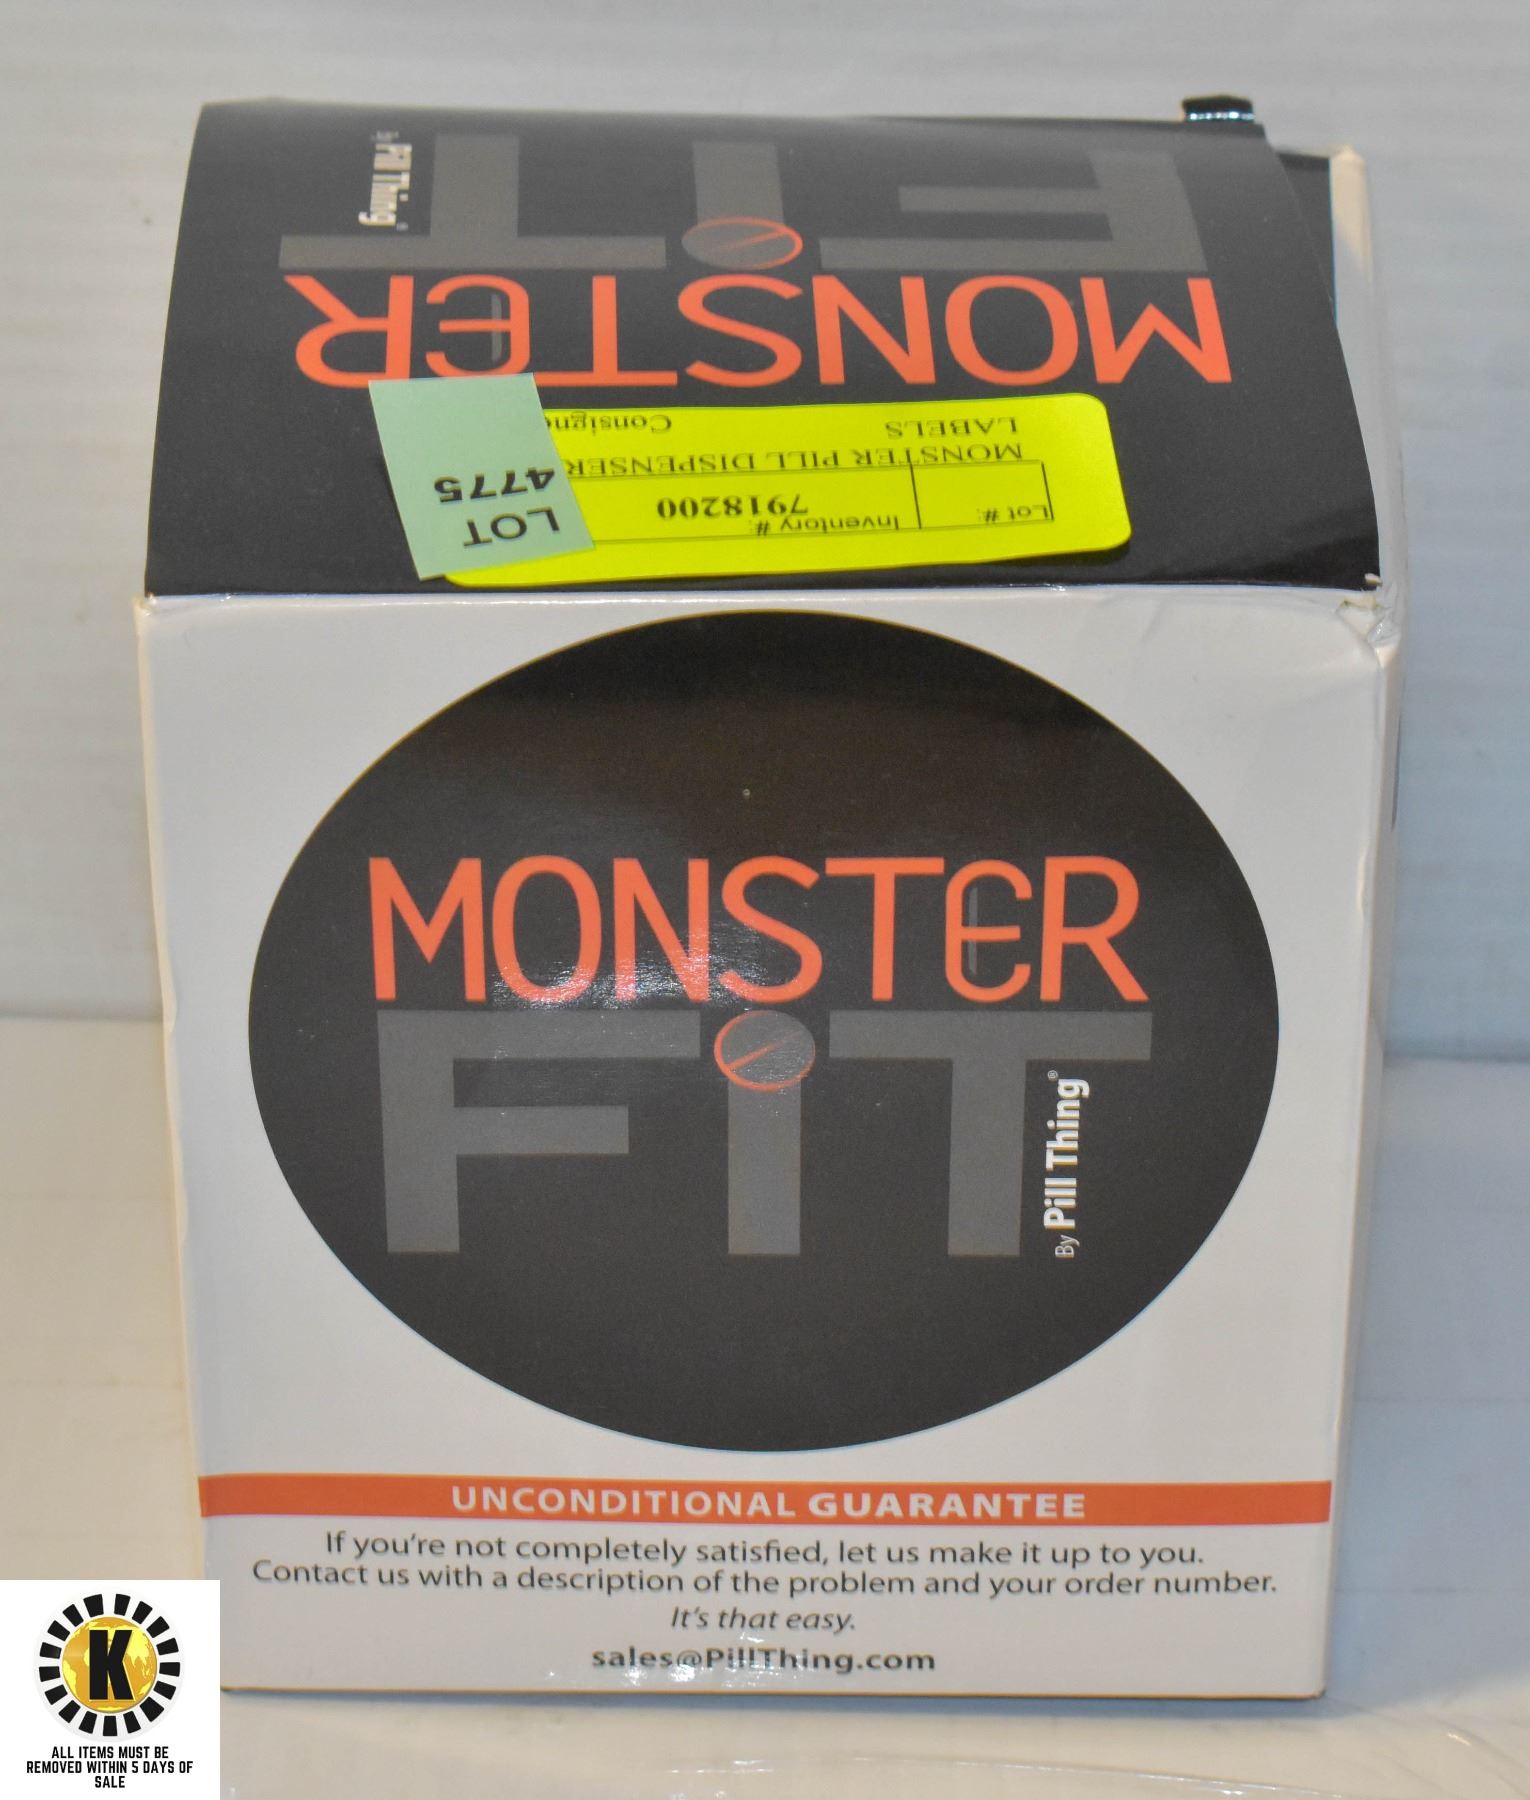 MONSTER
FiT
By Pill Thing®
LOT
4775
Lot #:
Inventory #:
7918200
MONSTER PILL DISPENSER
LABELS
MONSTER
FiT
By Pill Thing®
UNCONDITIONAL GUARANTEE
If you're not completely satisfied, let us make it up to you.
Contact us with a description of the problem and your order number.
It's that easy.
sales@PillThing.com
K
ALL ITEMS MUST BE
REMOVED WITHIN 5 DAYS OF
SALE